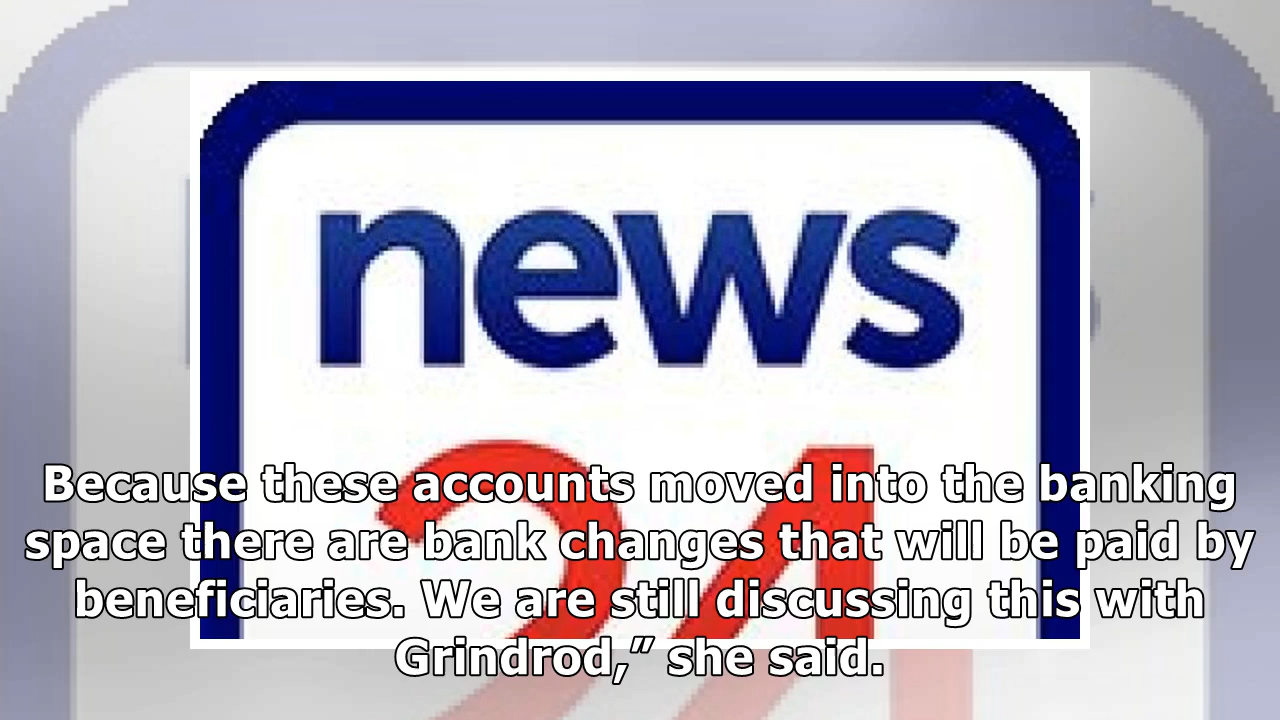 news
24
Because these accounts moved into the banking
space there are bank changes that will be paid by
beneficiaries. We are still discussing this with
Grindrod,” she said.